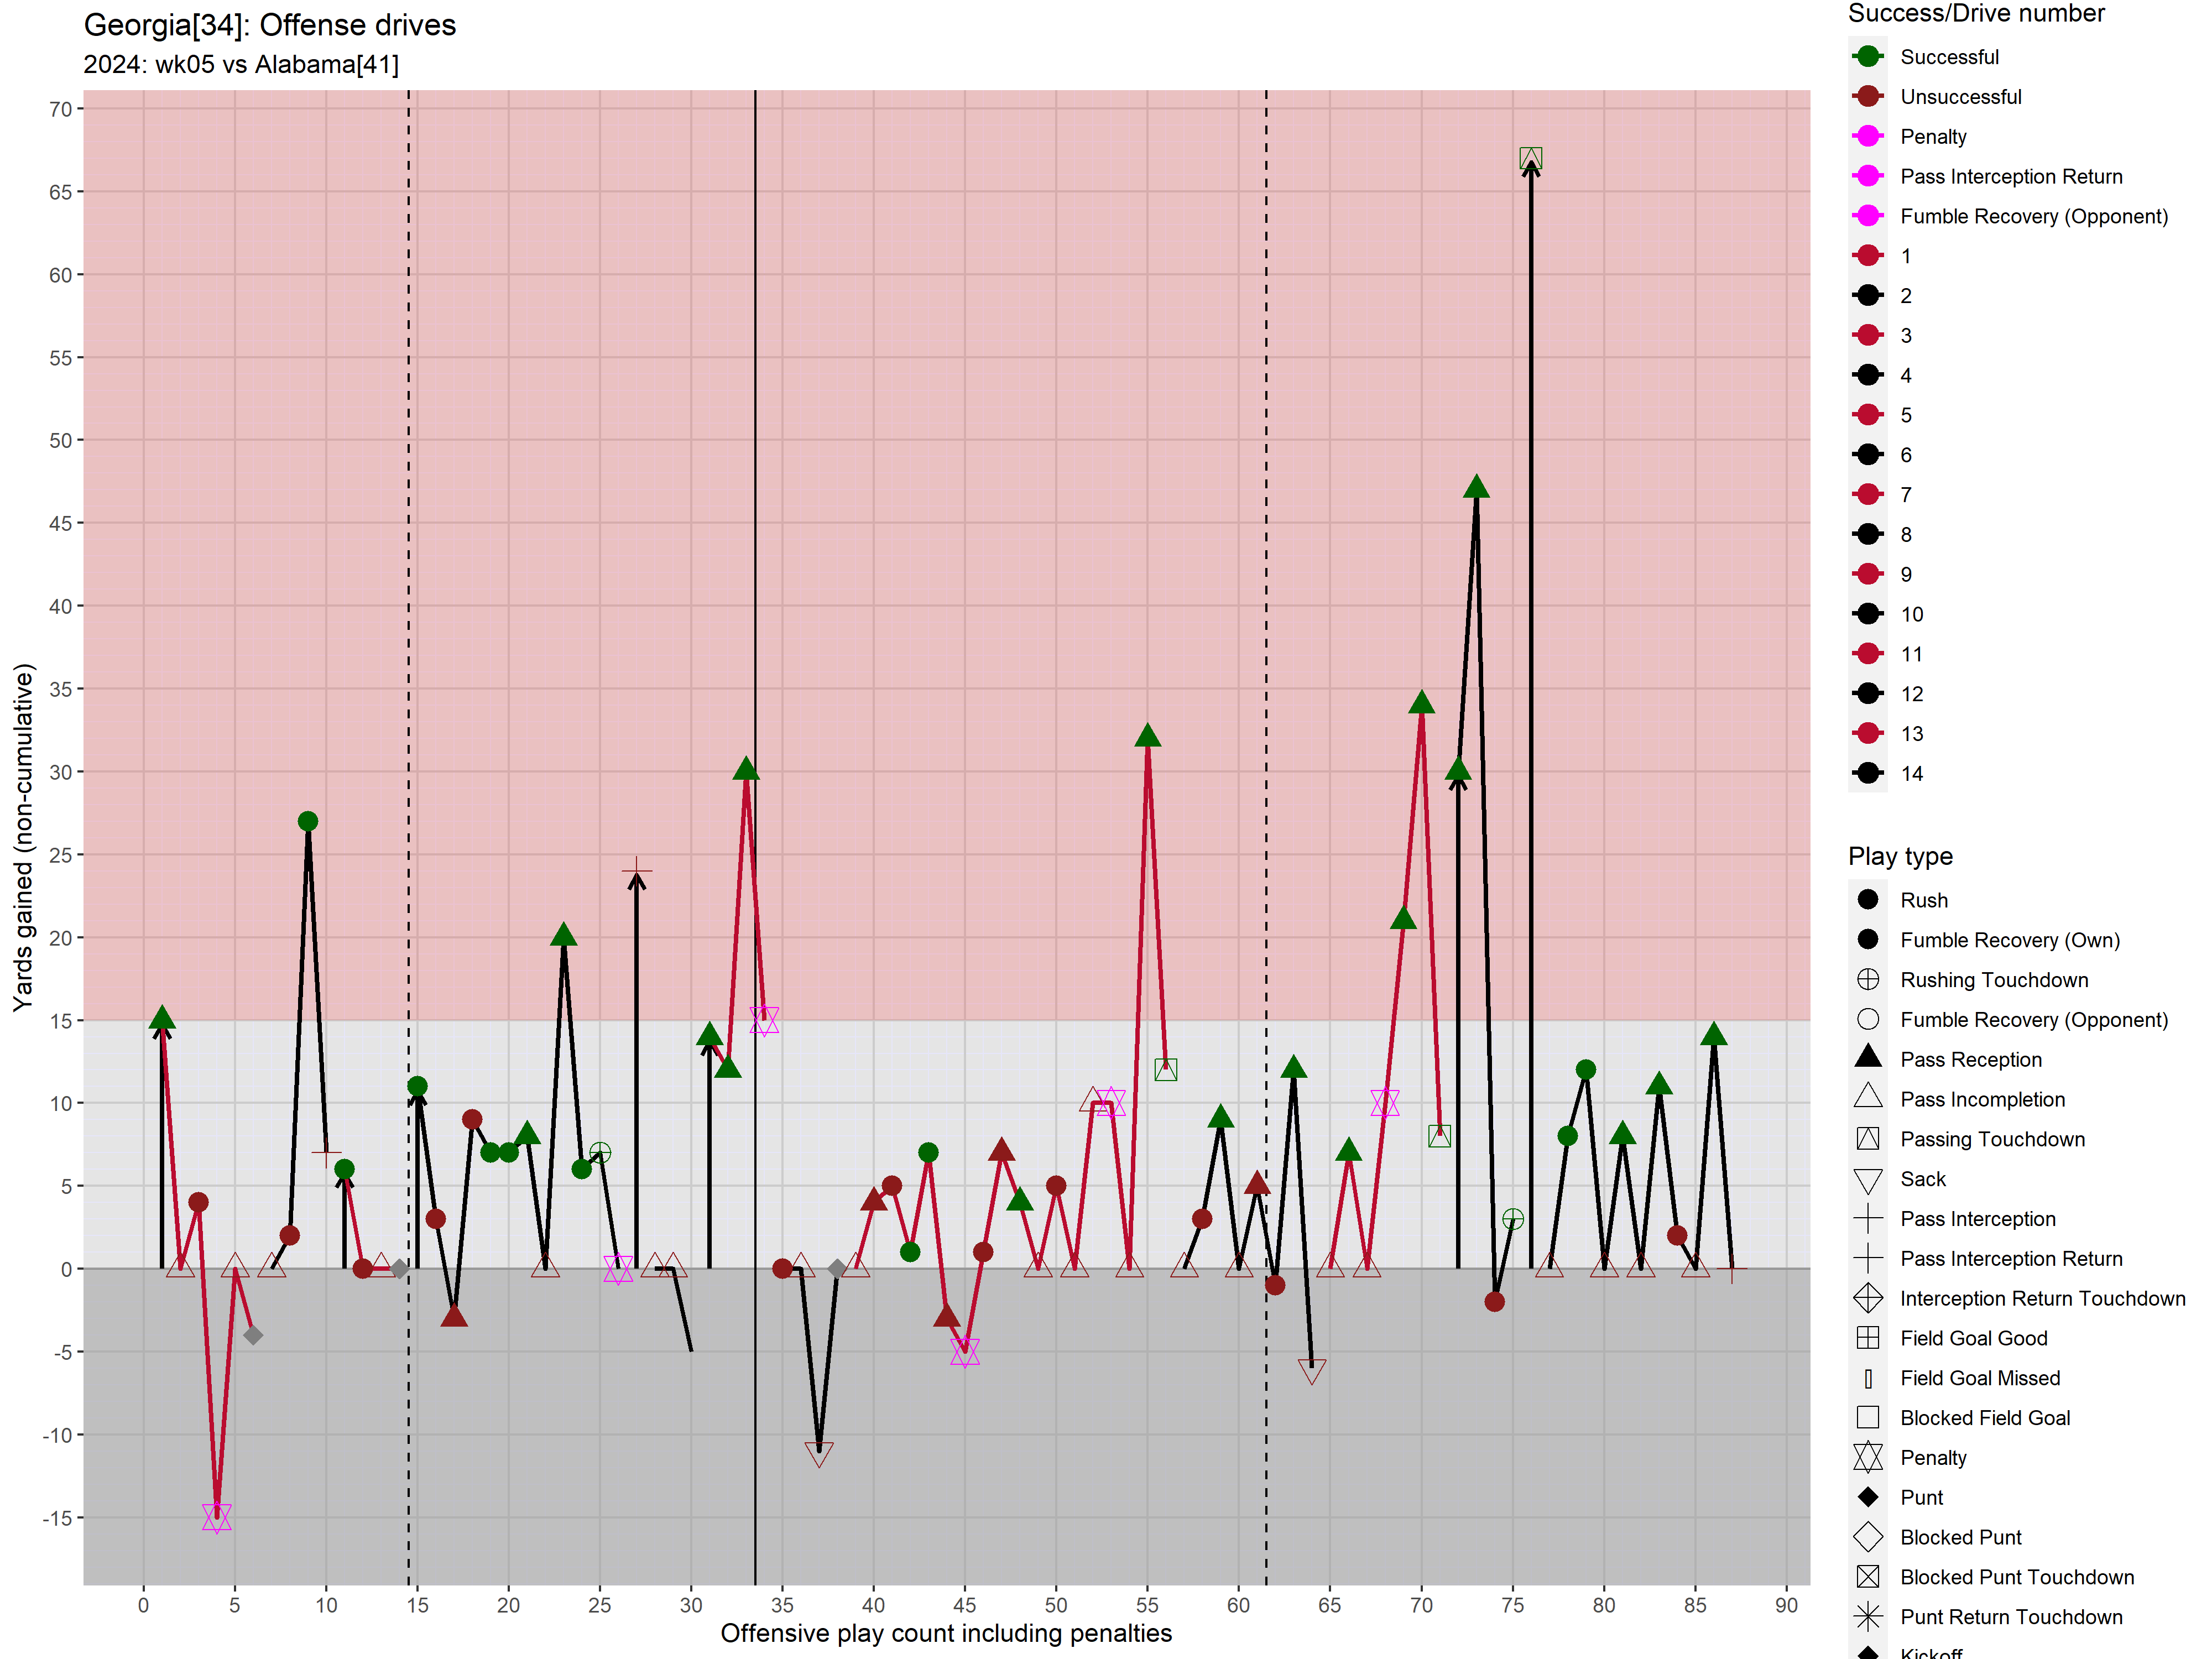 Georgia[34]: Offense drives
2024: wk05 vs Alabama[41]
Yards gained (non-cumulative)
70
65
60
55
50
45
40
35
30
25
20
15
10
5
0
-5
-10
-15
0 5 10 15 20 25 30 35 40 45 50 55 60 65 70 75 80 85 90
Offensive play count including penalties
Success/Drive number
Successful
Unsuccessful
Penalty
Pass Interception Return
Fumble Recovery (Opponent)
1
2
3
4
5
6
7
8
9
10
11
12
13
14
Play type
Rush
Fumble Recovery (Own)
Rushing Touchdown
Fumble Recovery (Opponent)
Pass Reception
Pass Incompletion
Passing Touchdown
Sack
Pass Interception
Pass Interception Return
Interception Return Touchdown
Field Goal Good
Field Goal Missed
Blocked Field Goal
Penalty
Punt
Blocked Punt
Blocked Punt Touchdown
Punt Return Touchdown
Kickoff